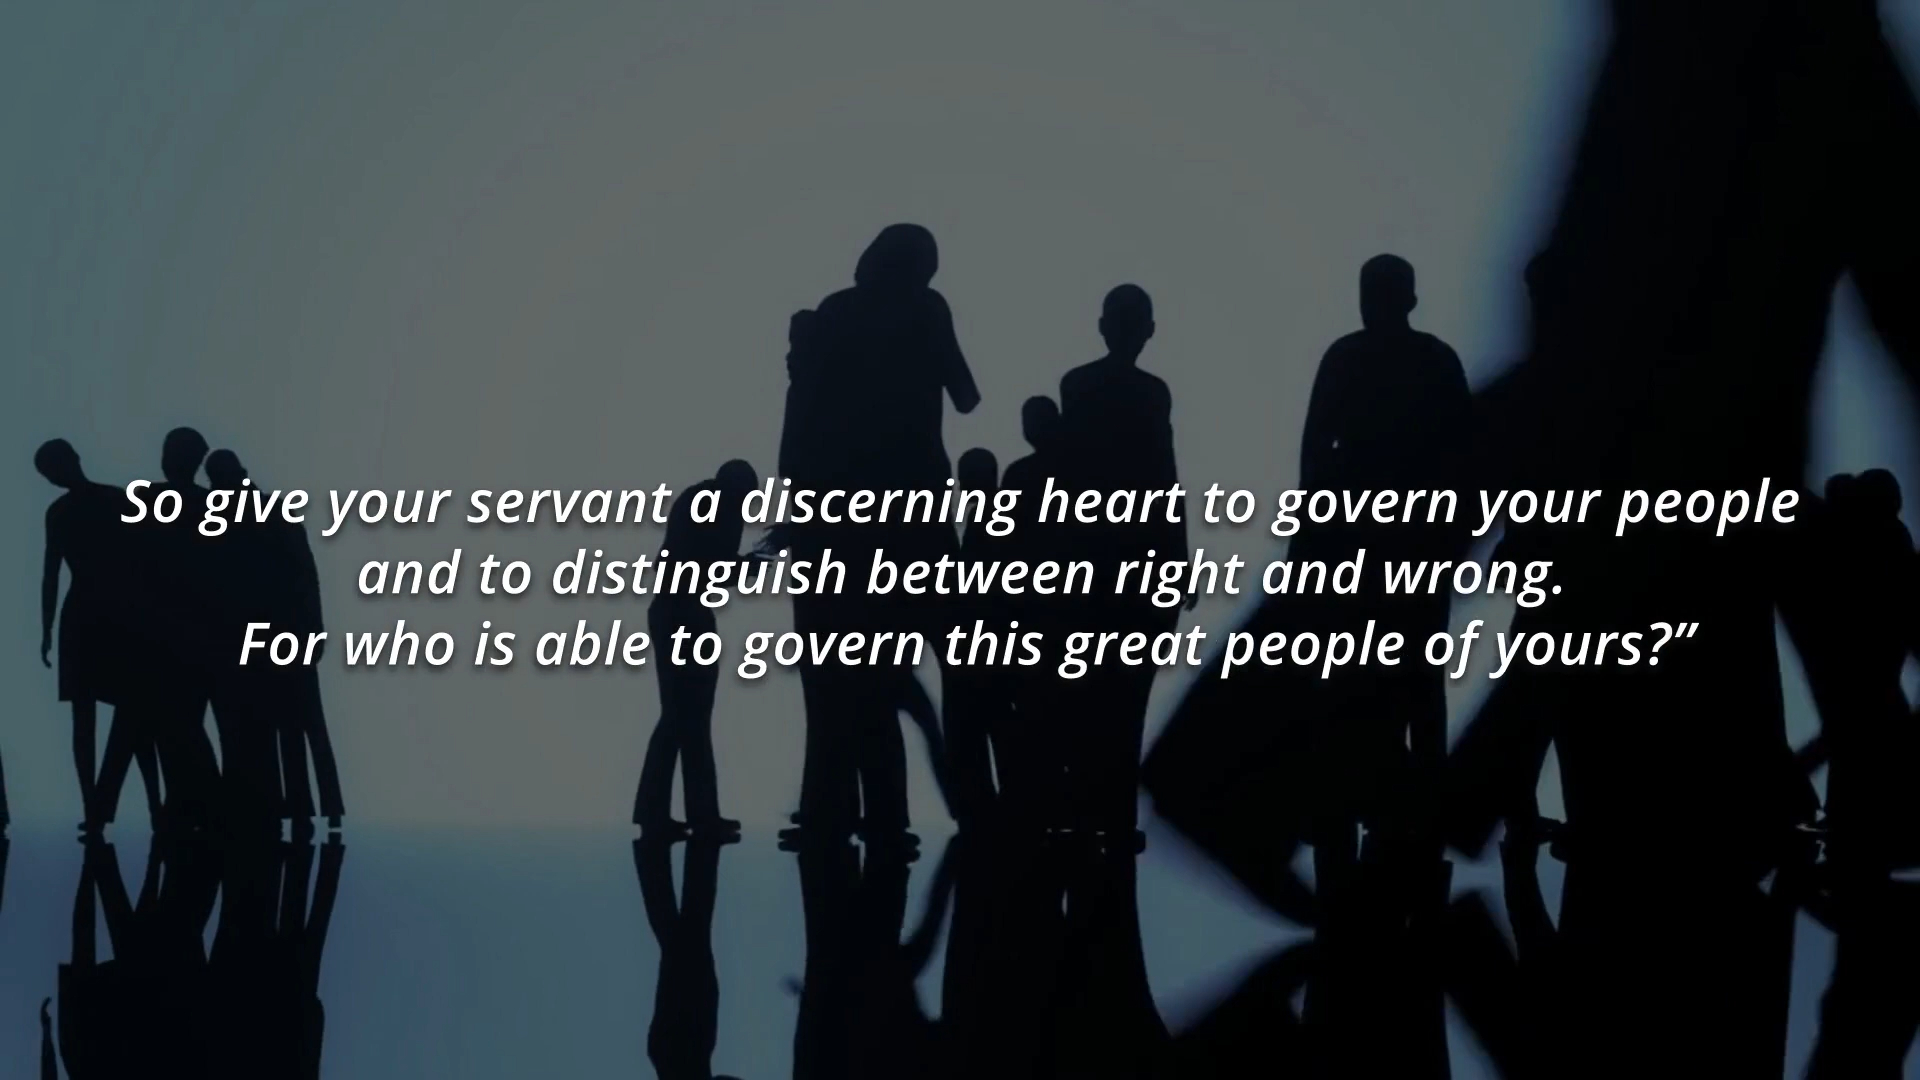 So give your servant a discerning heart to govern your people
and to distinguish between right and wrong.
For who is able to govern this great people of yours?”